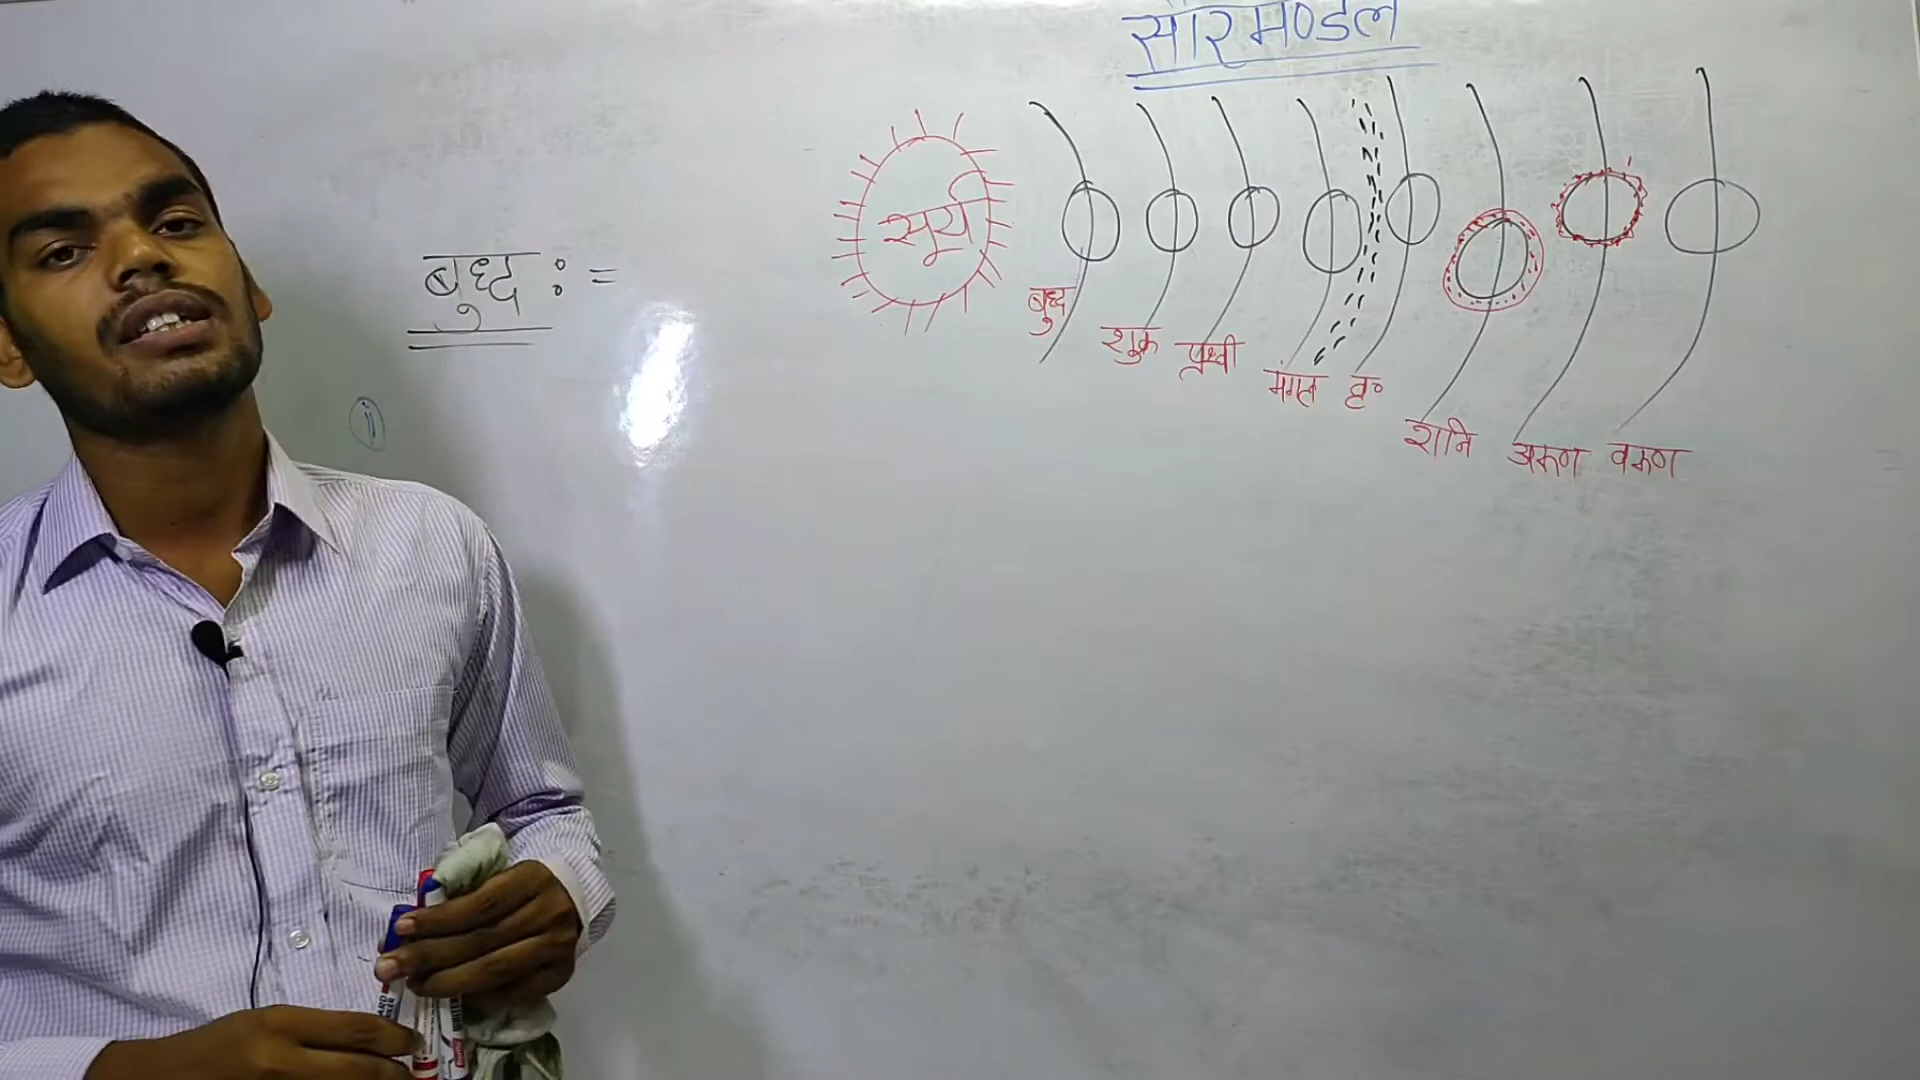 सौरमण्डल
सूर्य
बुध्द := 
बुध्द
शुक्र
पृथ्वी
मंगल
बृ०
शनि
अरुण
वरुण